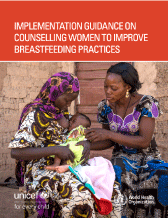 IMPLEMENTATION GUIDANCE ON
COUNSELLING WOMEN TO IMPROVE
BREASTFEEDING PRACTICES
unicef
for every child
World Health
Organization